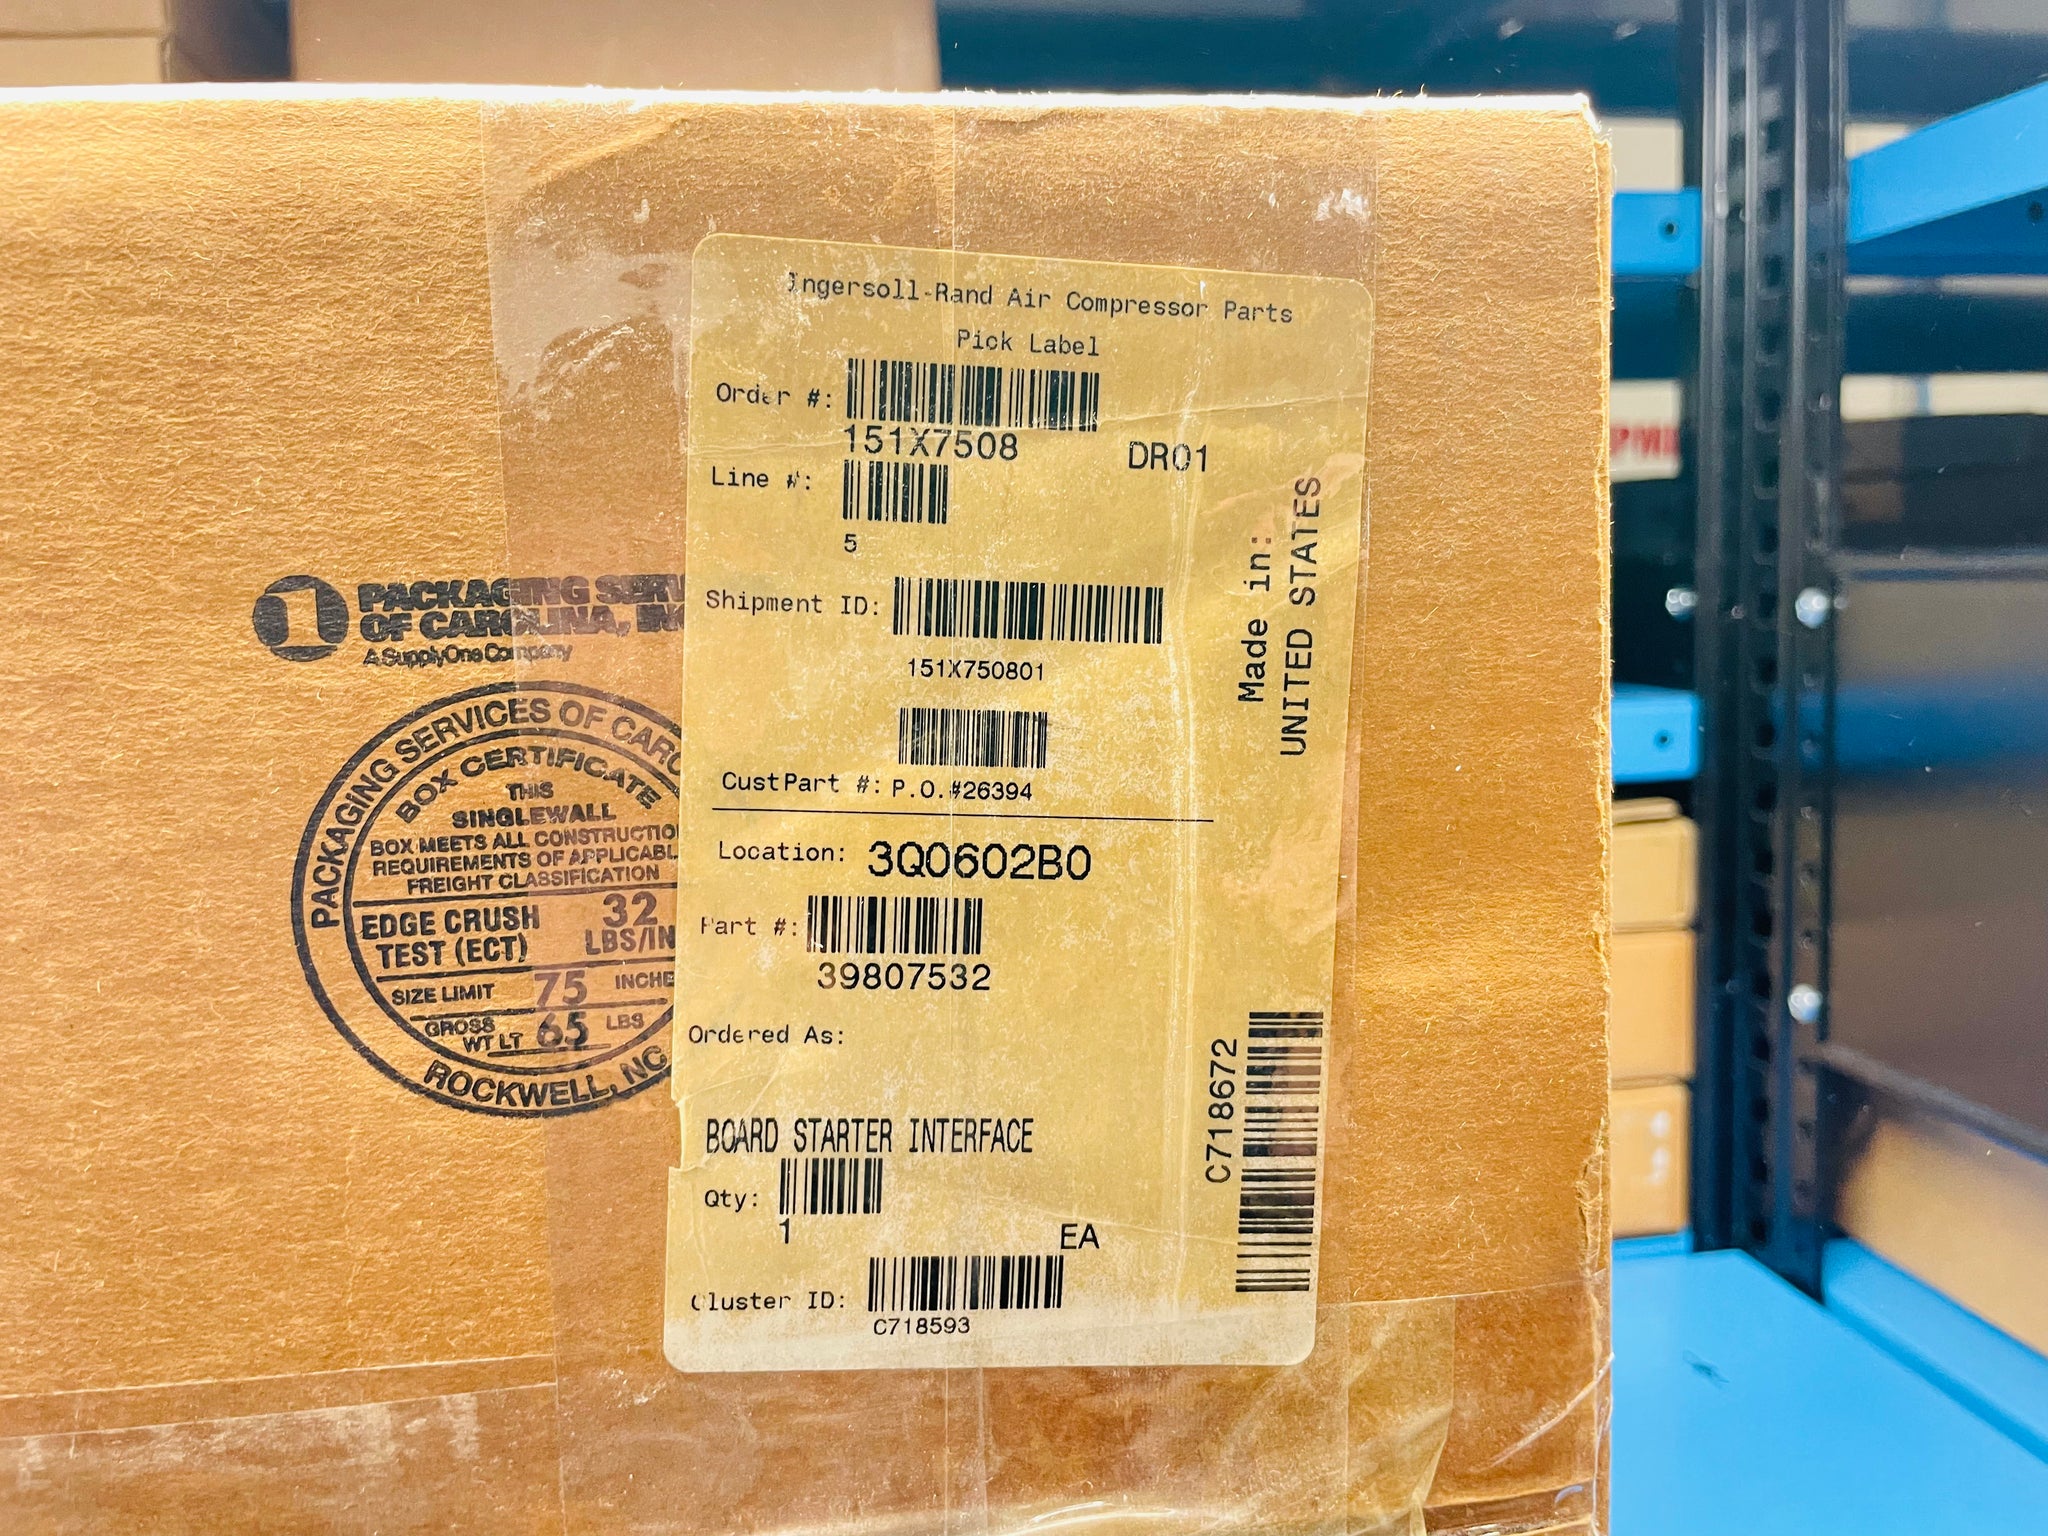 PACKAGING SERV
OF CAROLINA, INC
A SupplyOne Company
PACKAGING SERVICES OF CARO
BOX CERTIFICATE
THIS
SINGLEWALL
BOX MEETS ALL CONSTRUCTIO
REQUIREMENTS OF APPLICABL
FREIGHT CLASSIFICATION
EDGE CRUSH
TEST (ECT)
32
LBS/IN
SIZE LIMIT 75 INCHE
GROSS
WT LT 65 LBS
ROCKWELL, NC
Ingersoll-Rand Air Compressor Parts
Pick Label
Order #:
151X7508 DR01
Line #:
5
Shipment ID:
151X750801
CustPart #: P.O.#26394
Made in:
UNITED STATES
Location: 3Q0602B0
Part #:
39807532
Ordered As:
BOARD STARTER INTERFACE
Qty:
1 EA
Cluster ID:
C718593
C718672